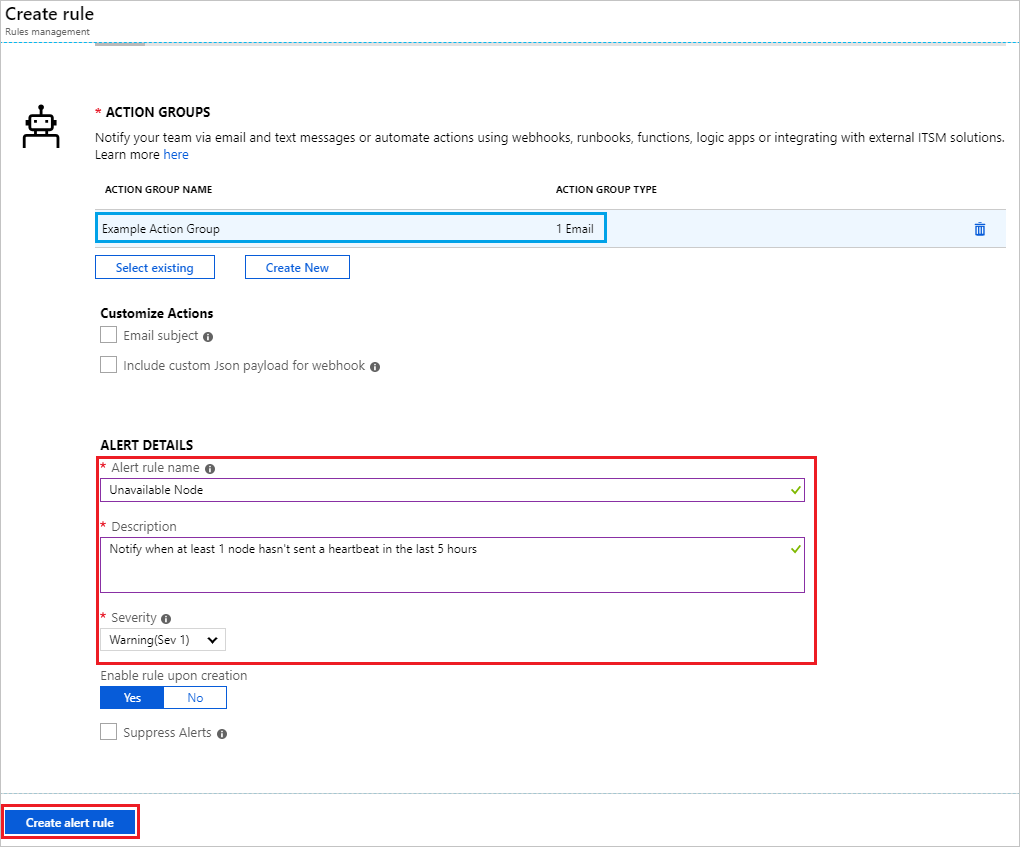 Create rule
Rules management
* ACTION GROUPS
Notify your team via email and text messages or automate actions using webhooks, runbooks, functions, logic apps or integrating with external ITSM solutions.
Learn more here
ACTION GROUP NAME ACTION GROUP TYPE
Example Action Group 1 Email
Select existing Create New
Customize Actions
Email subject
Include custom Json payload for webhook
ALERT DETAILS
* Alert rule name
Unavailable Node
* Description
Notify when at least 1 node hasn't sent a heartbeat in the last 5 hours
* Severity
Warning(Sev 1)
Enable rule upon creation
Yes No
Suppress Alerts
Create alert rule